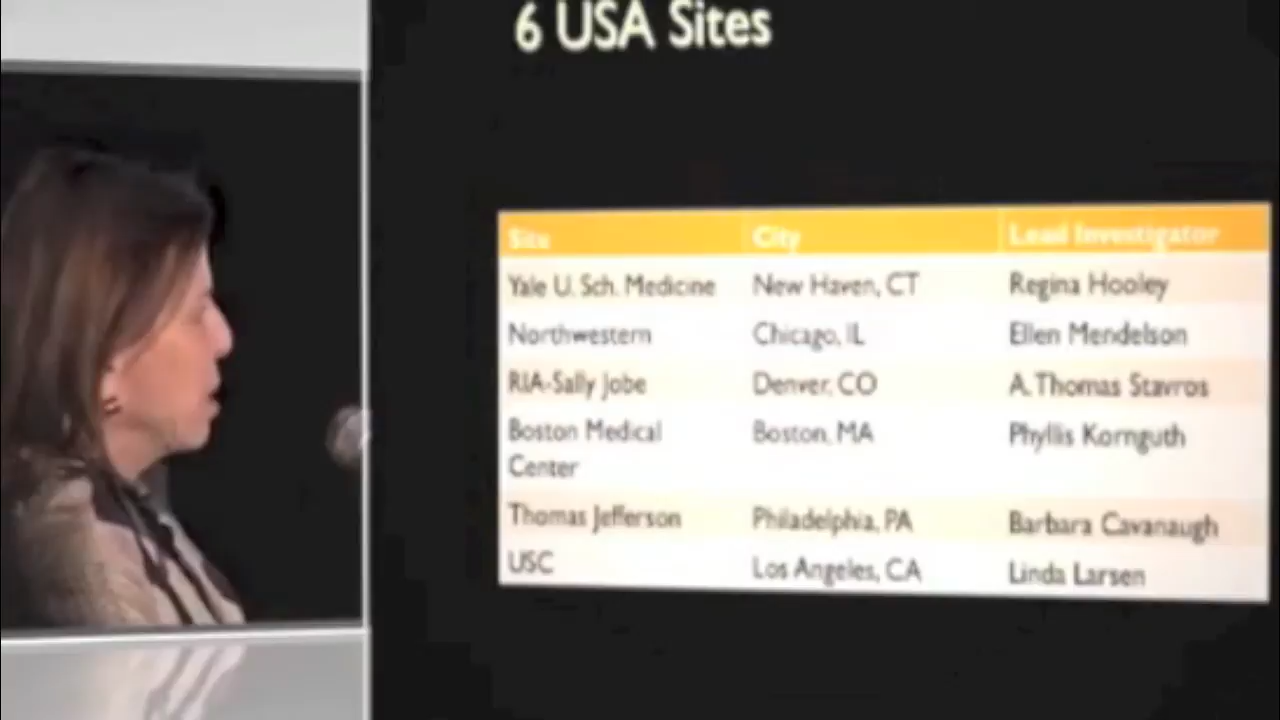 6 USA Sites
Site City Lead Investigator
Yale U. Sch. Medicine New Haven, CT Regina Hooley
Northwestern Chicago, IL Ellen Mendelson
RIA-Sally Jobe Denver, CO A. Thomas Stavros
Boston Medical Boston, MA Phyllis Kornguth
Center
Thomas Jefferson Philadelphia, PA Barbara Cavanaugh
USC Los Angeles, CA Linda Larsen